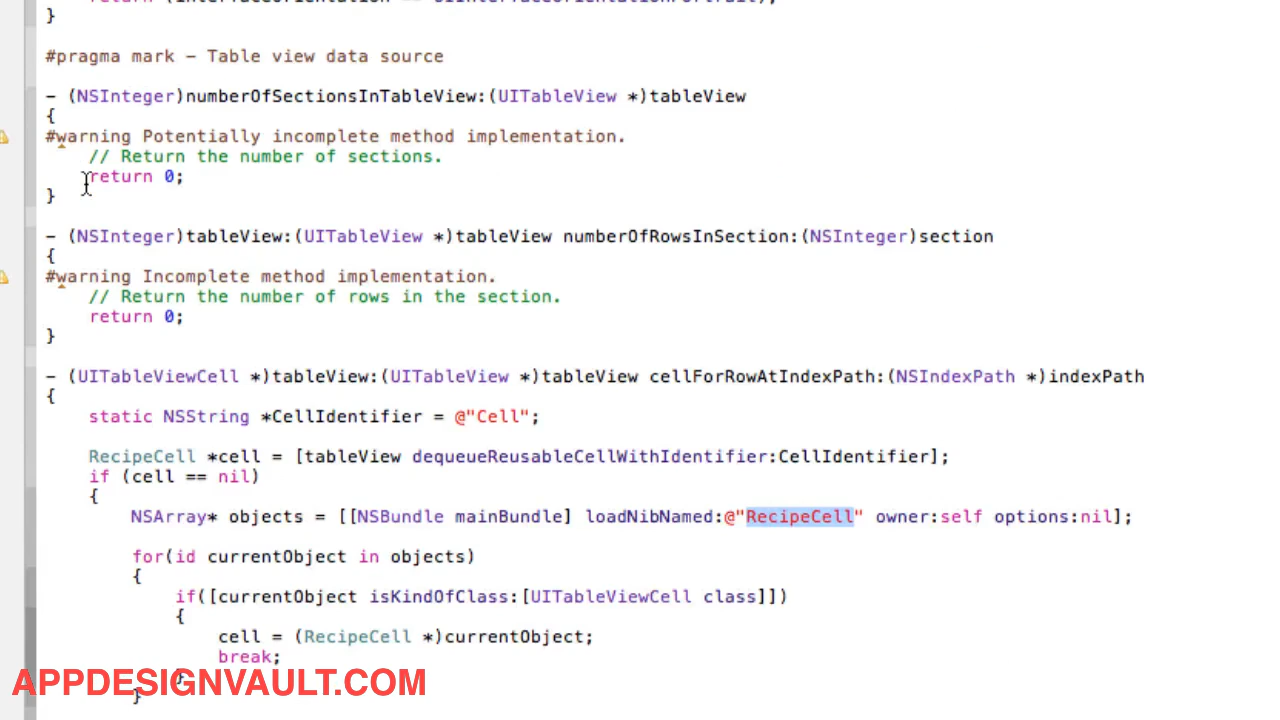 return (interfaceOrientation == UIInterfaceOrientationPortrait);
}
#pragma mark - Table view data source
- (NSInteger)numberOfSectionsInTableView:(UITableView *)tableView
{
#warning Potentially incomplete method implementation.
// Return the number of sections.
return 0;
}
- (NSInteger)tableView:(UITableView *)tableView numberOfRowsInSection:(NSInteger)section
{
#warning Incomplete method implementation.
// Return the number of rows in the section.
return 0;
}
- (UITableViewCell *)tableView:(UITableView *)tableView cellForRowAtIndexPath:(NSIndexPath *)indexPath
{
static NSString *CellIdentifier = @"Cell";
RecipeCell *cell = [tableView dequeueReusableCellWithIdentifier:CellIdentifier];
if (cell == nil)
{
NSArray* objects = [[NSBundle mainBundle] loadNibNamed:@"RecipeCell" owner:self options:nil];
for(id currentObject in objects)
{
if([currentObject isKindOfClass:[UITableViewCell class]])
{
cell = (RecipeCell *)currentObject;
break;
}
}
APPDESIGNVAULT.COM